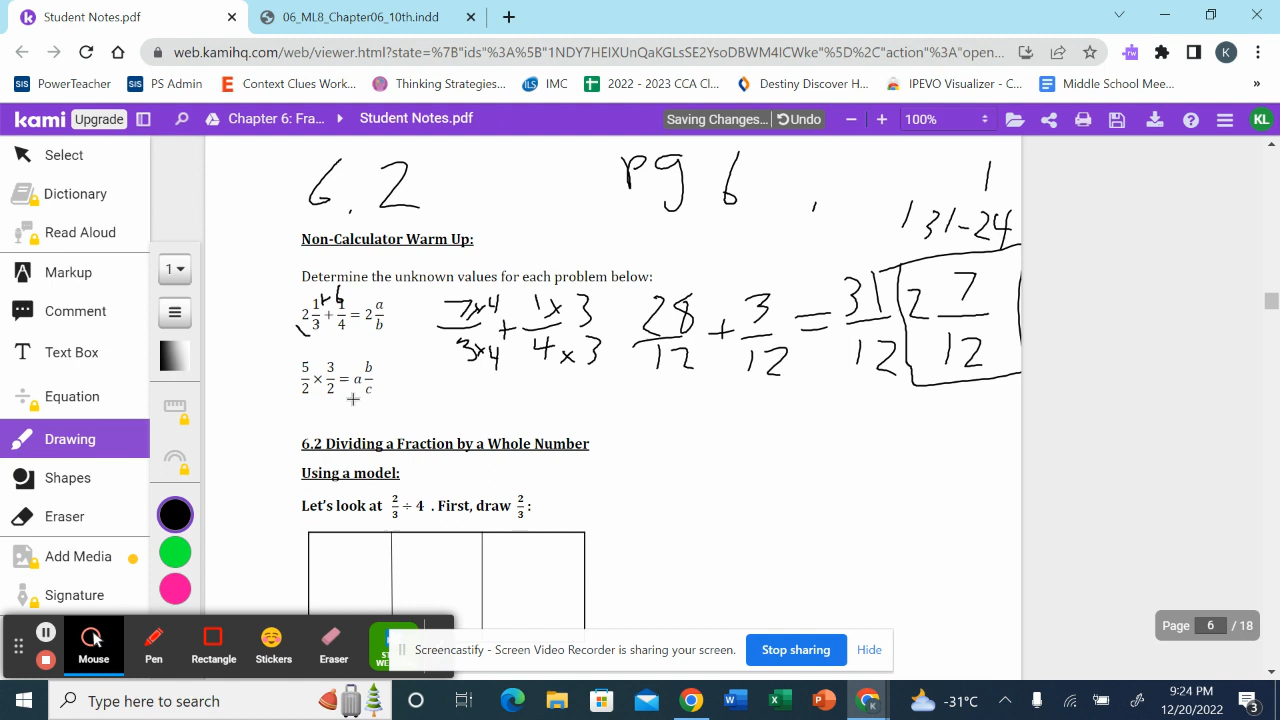 Student Notes.pdf
06_ML8_Chapter06_10th.indd
web.kamihq.com/web/viewer.html?state=%7B"ids"%3A%5B"1NDY7HEIXUnQaKGLsSE2YsoDBWM4ICWke"%5D%2C"action"%3A"open...
K
PowerTeacher
PS Admin
Context Clues Work...
Thinking Strategies...
IMC
2022 - 2023 CCA Cl...
Destiny Discover H...
IPEVO Visualizer - C...
Middle School Mee...
»
kami
Upgrade
Chapter 6: Fra...
Student Notes.pdf
Saving Changes...
Undo
100%
KL
Select
Dictionary
Read Aloud
Markup
Comment
Text Box
Equation
Drawing
Shapes
Eraser
Add Media
Signature
1
6.2 pg 6
1
31-24
Non-Calculator Warm Up:
Determine the unknown values for each problem below:
2 1/3 + 1/4 = 2 a/b
7x4/3x4 + 1x3/4x3 28/12 + 3/12 = 31/12 2 7/12
5/2 × 3/2 = a b/c
6.2 Dividing a Fraction by a Whole Number
Using a model:
Let's look at 2/3 ÷ 4 . First, draw 2/3:
Page 6 / 18
Mouse
Pen
Rectangle
Stickers
Eraser
Screencastify - Screen Video Recorder is sharing your screen.
Stop sharing
Hide
Type here to search
-31°C
9:24 PM
12/20/2022
3